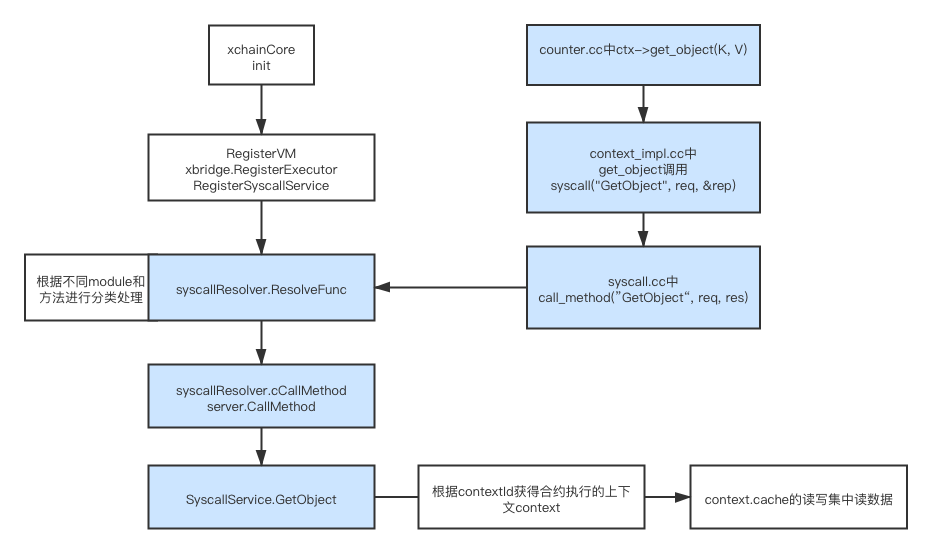 xchainCore
init
counter.cc中ctx->get_object(K, V)
RegisterVM
xbridge.RegisterExecutor
RegisterSyscallService
context_impl.cc中
get_object调用
syscall("GetObject", req, &rep)
根据不同module和
方法进行分类处理
syscallResolver.ResolveFunc
syscall.cc中
call_method(”GetObject“, req, res)
syscallResolver.cCallMethod
server.CallMethod
SyscallService.GetObject
根据contextId获得合约执行的上下
文context
context.cache的读写集中读数据